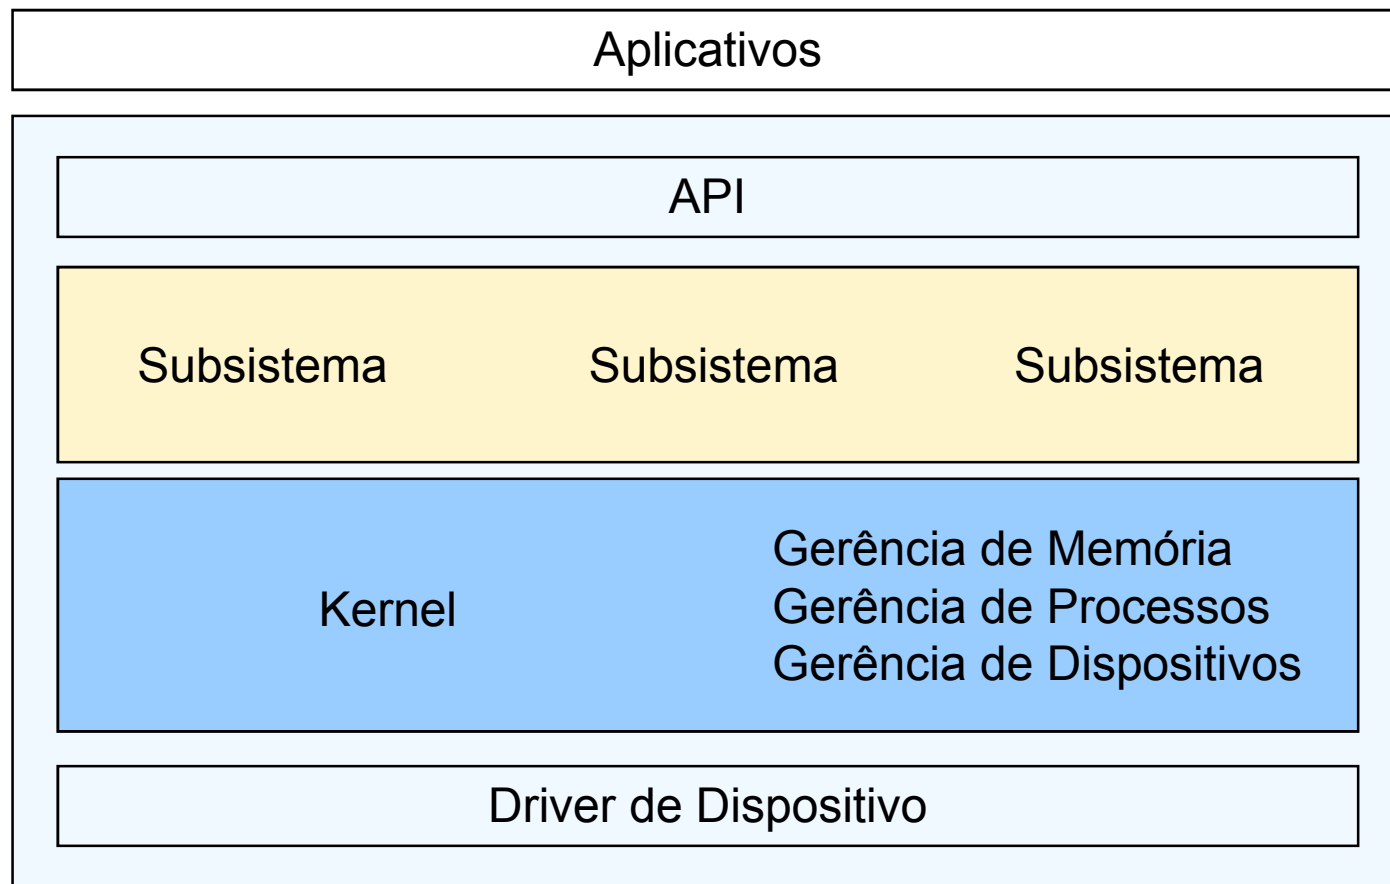 Aplicativos
API
Subsistema Subsistema Subsistema
Kernel
Gerência de Memória
Gerência de Processos
Gerência de Dispositivos
Driver de Dispositivo